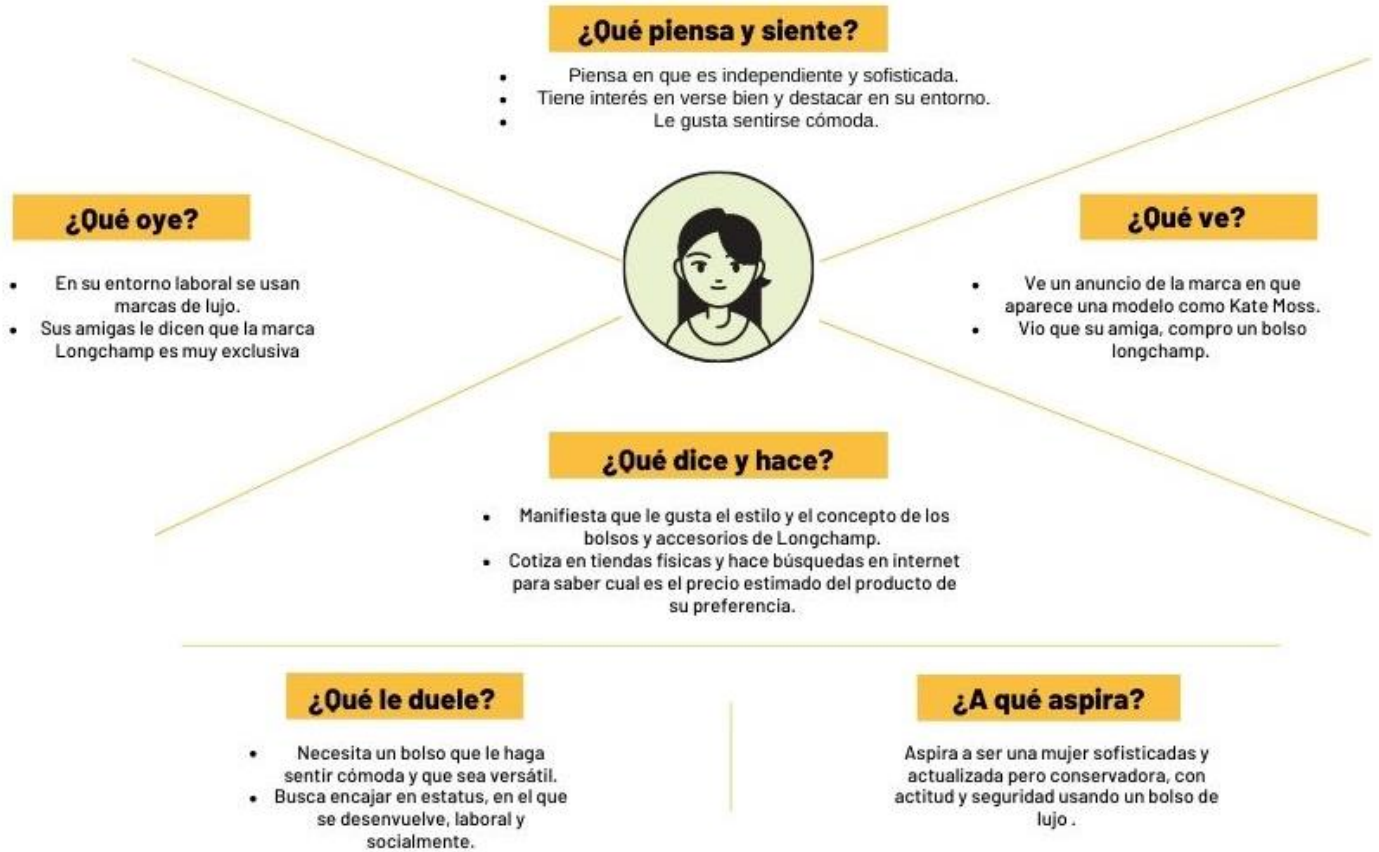 ¿Qué piensa y siente?
• Piensa en que es independiente y sofisticada.
• Tiene interés en verse bien y destacar en su entorno.
• Le gusta sentirse cómoda.
¿Qué oye?
• En su entorno laboral se usan
marcas de lujo.
• Sus amigas le dicen que la marca
Longchamp es muy exclusiva
¿Qué ve?
• Ve un anuncio de la marca en que
aparece una modelo como Kate Moss.
• Vio que su amiga, compro un bolso
longchamp.
¿Qué dice y hace?
• Manifiesta que le gusta el estilo y el concepto de los
bolsos y accesorios de Longchamp.
• Cotiza en tiendas físicas y hace búsquedas en internet
para saber cual es el precio estimado del producto de
su preferencia.
¿Qué le duele?
• Necesita un bolso que le haga
sentir cómoda y que sea versátil.
• Busca encajar en estatus, en el que
se desenvuelve, laboral y
socialmente.
¿A qué aspira?
Aspira a ser una mujer sofisticadas y
actualizada pero conservadora, con
actitud y seguridad usando un bolso de
lujo .